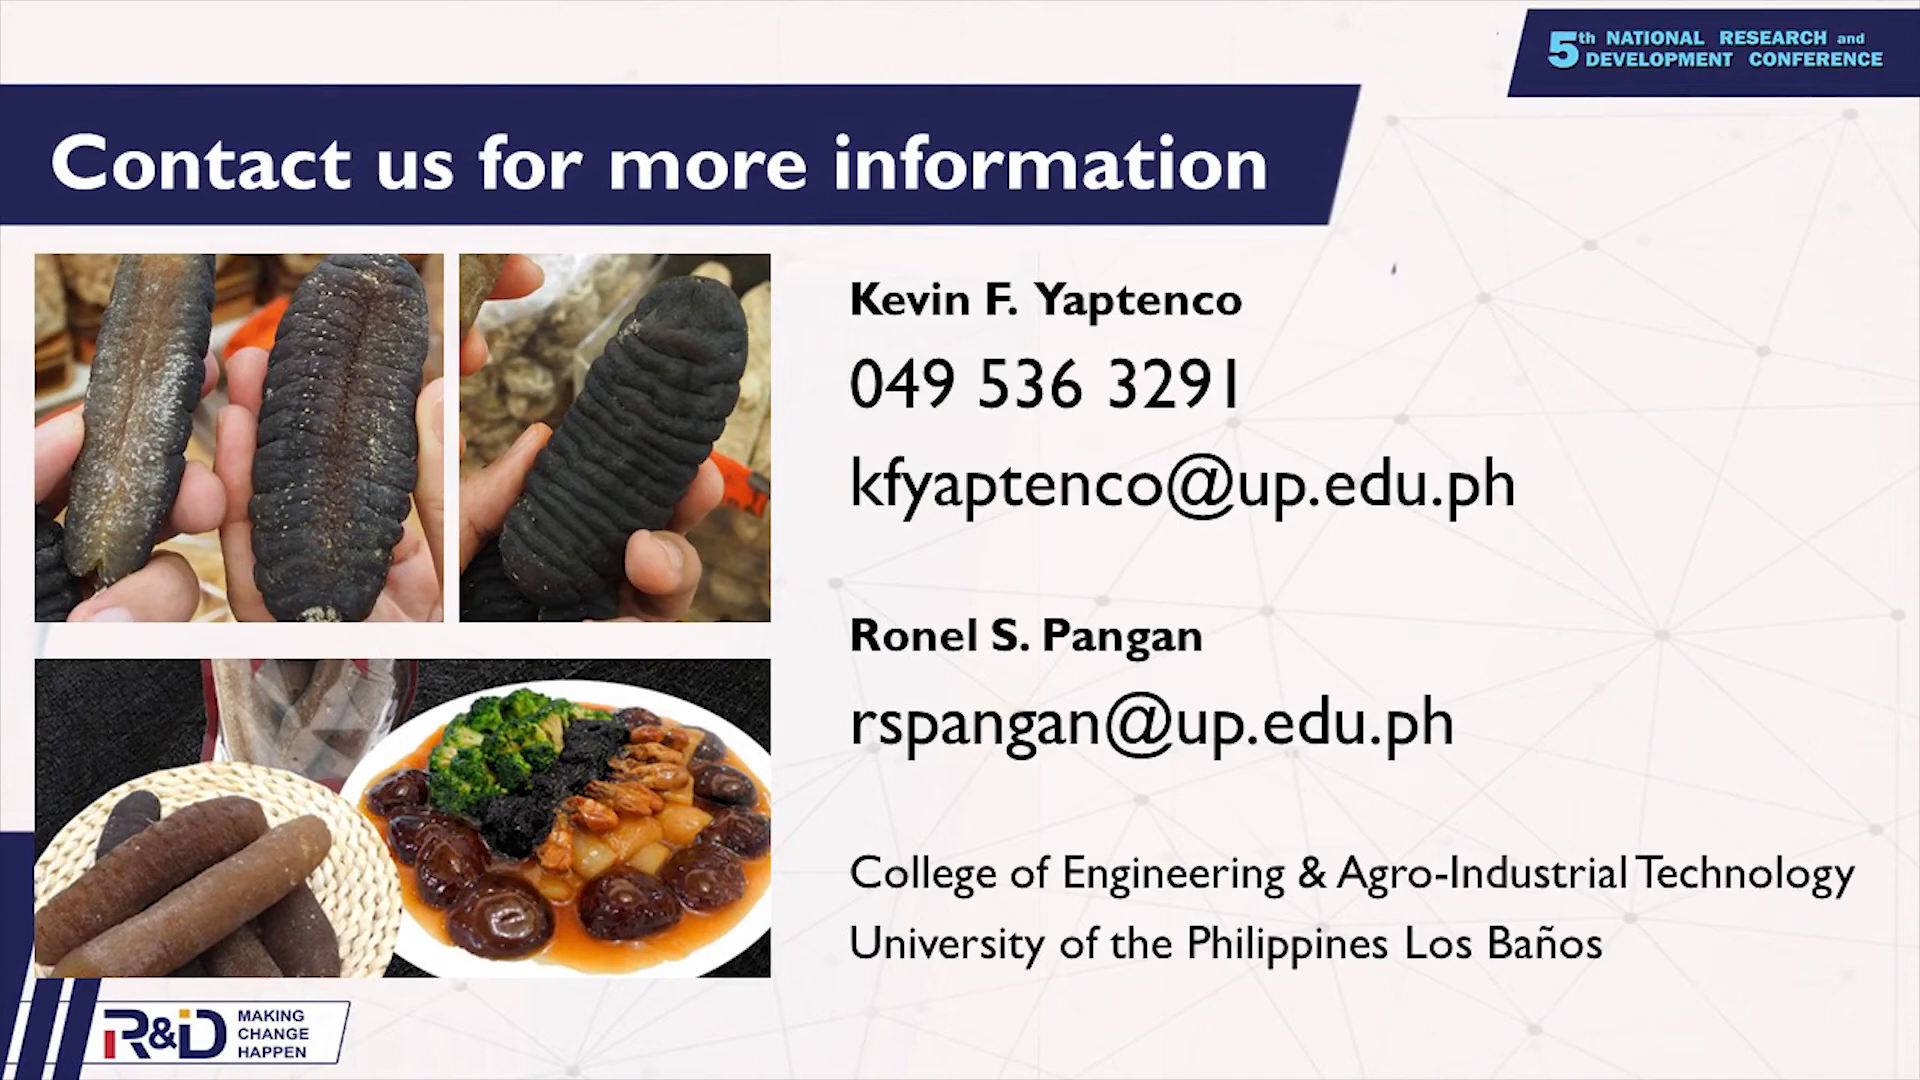 5th NATIONAL RESEARCH and
DEVELOPMENT CONFERENCE
Contact us for more information
Kevin F. Yaptenco
049 536 3291
kfyaptenco@up.edu.ph
Ronel S. Pangan
rspangan@up.edu.ph
College of Engineering & Agro-Industrial Technology
University of the Philippines Los Baños
R&D
MAKING
CHANGE
HAPPEN